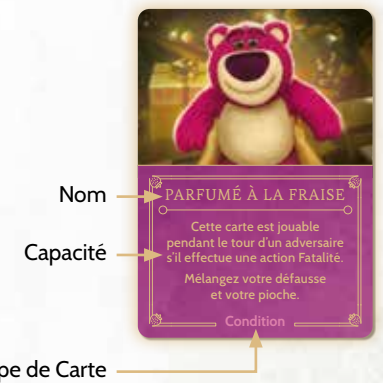 Nom
PARFUMÉ À LA FRAISE
Capacité
Cette carte est jouable
pendant le tour d'un adversaire
s'il effectue une action Fatalité.
Mélangez votre défausse
et votre pioche.
Condition
pe de Carte